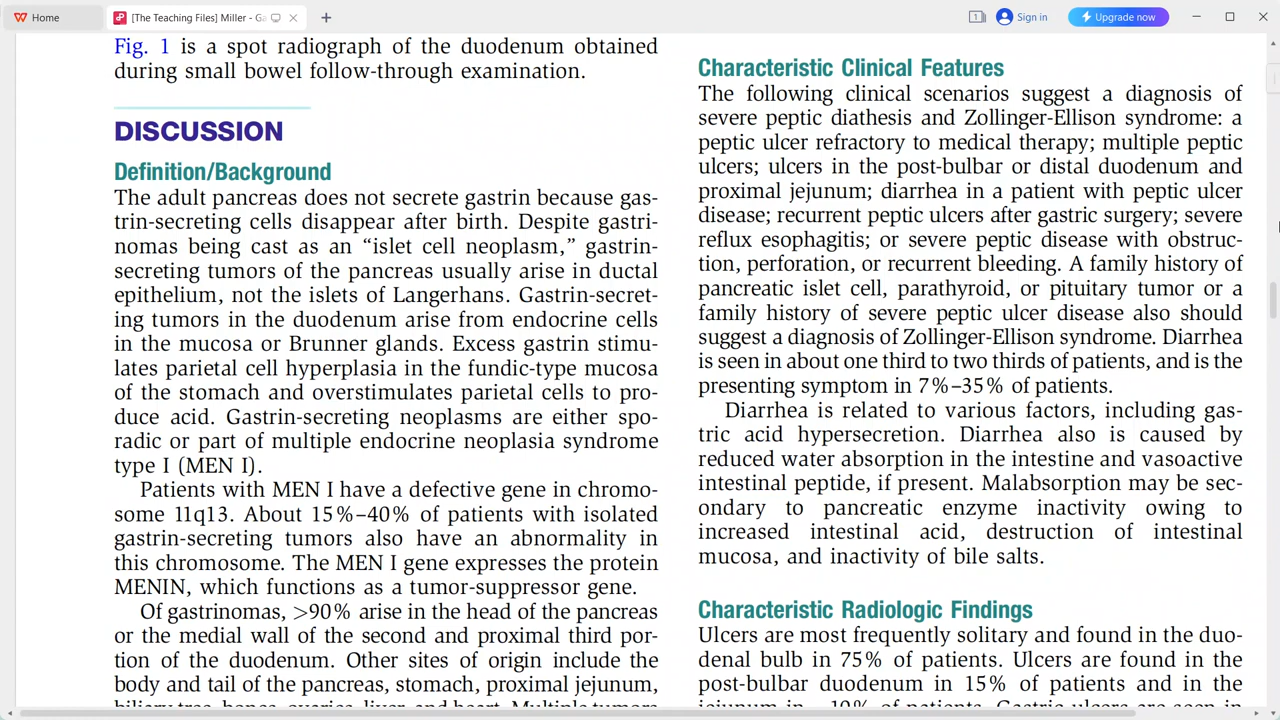 Home
[The Teaching Files] Miller - Ga
Sign in
Upgrade now
Fig. 1 is a spot radiograph of the duodenum obtained
during small bowel follow-through examination.
DISCUSSION
Definition/Background
The adult pancreas does not secrete gastrin because gas-
trin-secreting cells disappear after birth. Despite gastri-
nomas being cast as an “islet cell neoplasm,” gastrin-
secreting tumors of the pancreas usually arise in ductal
epithelium, not the islets of Langerhans. Gastrin-secret-
ing tumors in the duodenum arise from endocrine cells
in the mucosa or Brunner glands. Excess gastrin stimu-
lates parietal cell hyperplasia in the fundic-type mucosa
of the stomach and overstimulates parietal cells to pro-
duce acid. Gastrin-secreting neoplasms are either spo-
radic or part of multiple endocrine neoplasia syndrome
type I (MEN I).
Patients with MEN I have a defective gene in chromo-
some 11q13. About 15%–40% of patients with isolated
gastrin-secreting tumors also have an abnormality in
this chromosome. The MEN I gene expresses the protein
MENIN, which functions as a tumor-suppressor gene.
Of gastrinomas, >90% arise in the head of the pancreas
or the medial wall of the second and proximal third por-
tion of the duodenum. Other sites of origin include the
body and tail of the pancreas, stomach, proximal jejunum,
biliary tree, bones, ovaries, liver, and heart. Multiple tumors
Characteristic Clinical Features
The following clinical scenarios suggest a diagnosis of
severe peptic diathesis and Zollinger-Ellison syndrome: a
peptic ulcer refractory to medical therapy; multiple peptic
ulcers; ulcers in the post-bulbar or distal duodenum and
proximal jejunum; diarrhea in a patient with peptic ulcer
disease; recurrent peptic ulcers after gastric surgery; severe
reflux esophagitis; or severe peptic disease with obstruc-
tion, perforation, or recurrent bleeding. A family history of
pancreatic islet cell, parathyroid, or pituitary tumor or a
family history of severe peptic ulcer disease also should
suggest a diagnosis of Zollinger-Ellison syndrome. Diarrhea
is seen in about one third to two thirds of patients, and is the
presenting symptom in 7%–35% of patients.
Diarrhea is related to various factors, including gas-
tric acid hypersecretion. Diarrhea also is caused by
reduced water absorption in the intestine and vasoactive
intestinal peptide, if present. Malabsorption may be sec-
ondary to pancreatic enzyme inactivity owing to
increased intestinal acid, destruction of intestinal
mucosa, and inactivity of bile salts.
Characteristic Radiologic Findings
Ulcers are most frequently solitary and found in the duo-
denal bulb in 75% of patients. Ulcers are found in the
post-bulbar duodenum in 15% of patients and in the
jejunum in 10% of patients. Gastric ulcers are seen in